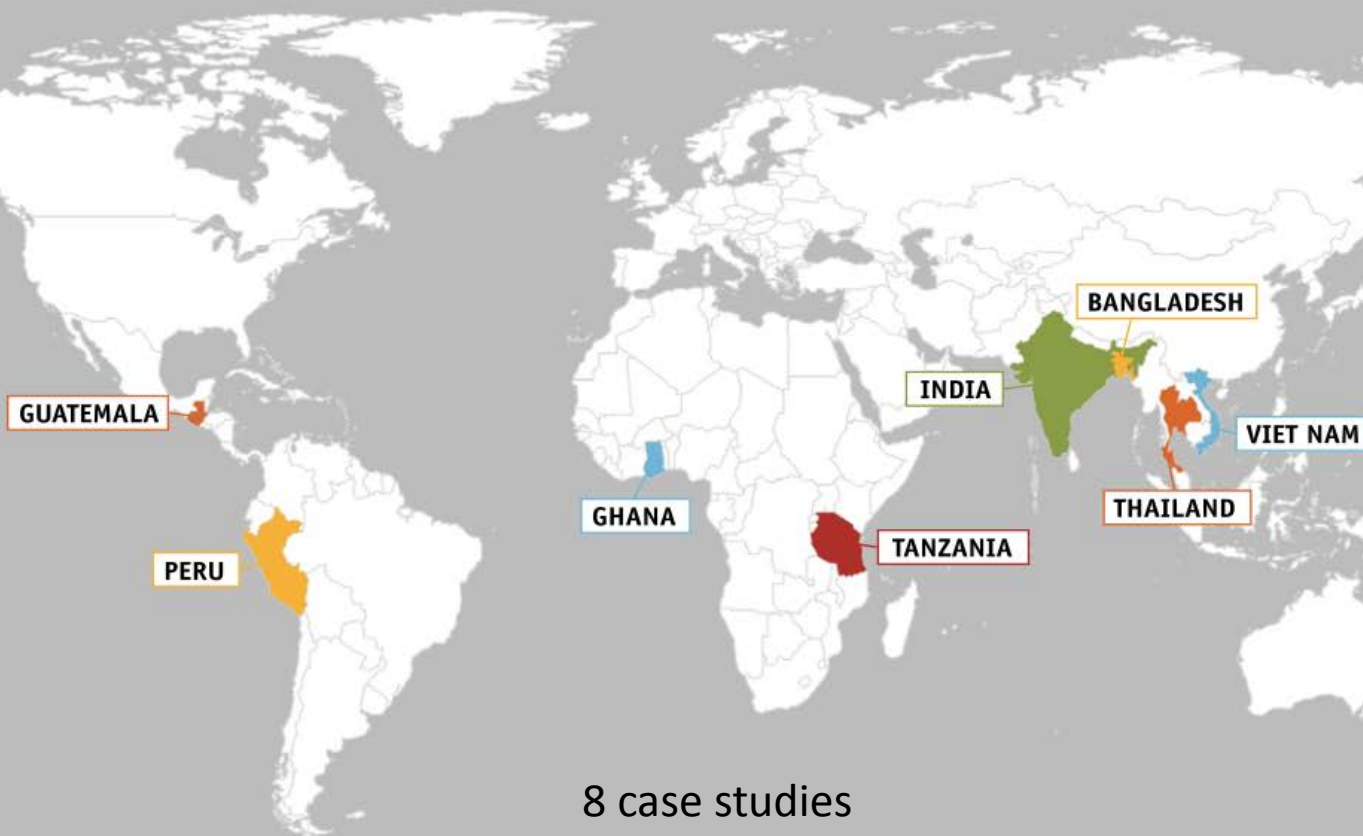 BANGLADESH
INDIA
GUATEMALA
VIET NAM
THAILAND
GHANA
TANZANIA
PERU
8 case studies